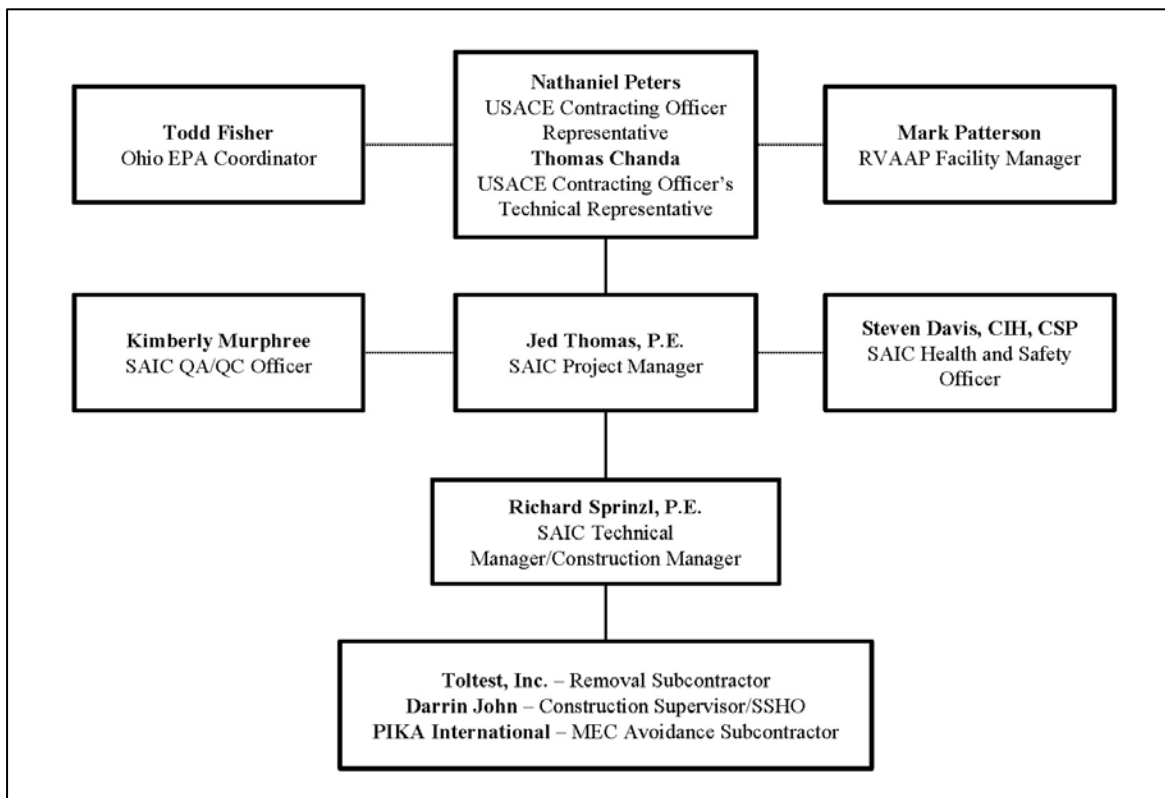 Nathaniel Peters
USACE Contracting Officer
Representative
Thomas Chanda
USACE Contracting Officer's
Technical Representative
Todd Fisher
Ohio EPA Coordinator
Mark Patterson
RVAAP Facility Manager
Kimberly Murphree
SAIC QA/QC Officer
Jed Thomas, P.E.
SAIC Project Manager
Steven Davis, CIH, CSP
SAIC Health and Safety
Officer
Richard Sprinzl, P.E.
SAIC Technical
Manager/Construction Manager
Toltest, Inc. – Removal Subcontractor
Darrin John – Construction Supervisor/SSHO
PIKA International – MEC Avoidance Subcontractor